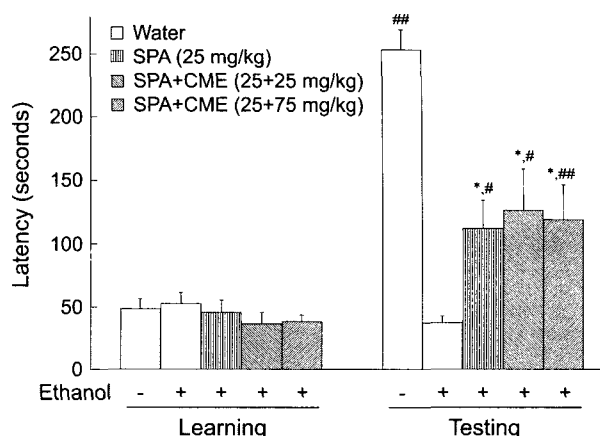 ##
Water
SPA (25 mg/kg)
SPA+CME (25+25 mg/kg)
SPA+CME (25+75 mg/kg)
*,#
*,#
*,##
Latency (seconds)
250
200
150
100
50
0
Ethanol - + + + + - + + + +
Learning Testing